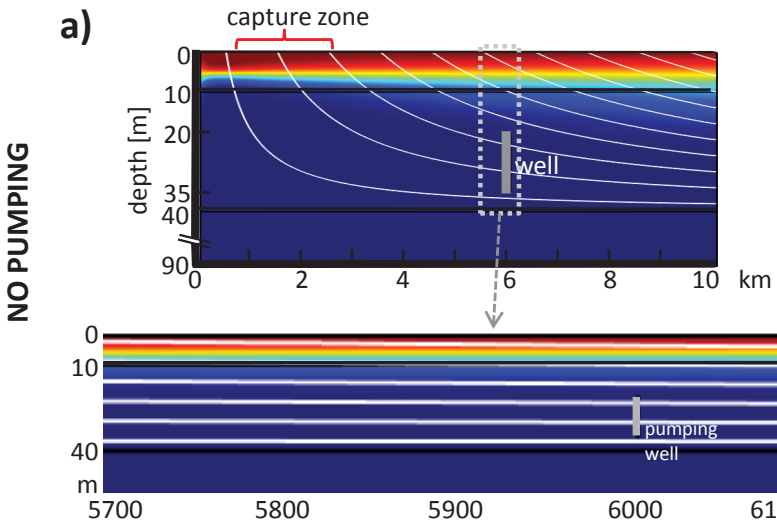 capture zone
a)
0
10
20
35
40
90
depth [m]
well
0 2 4 6 8 10 km
NO PUMPING
0
10
40
m
pumping
well
5700 5800 5900 6000 61